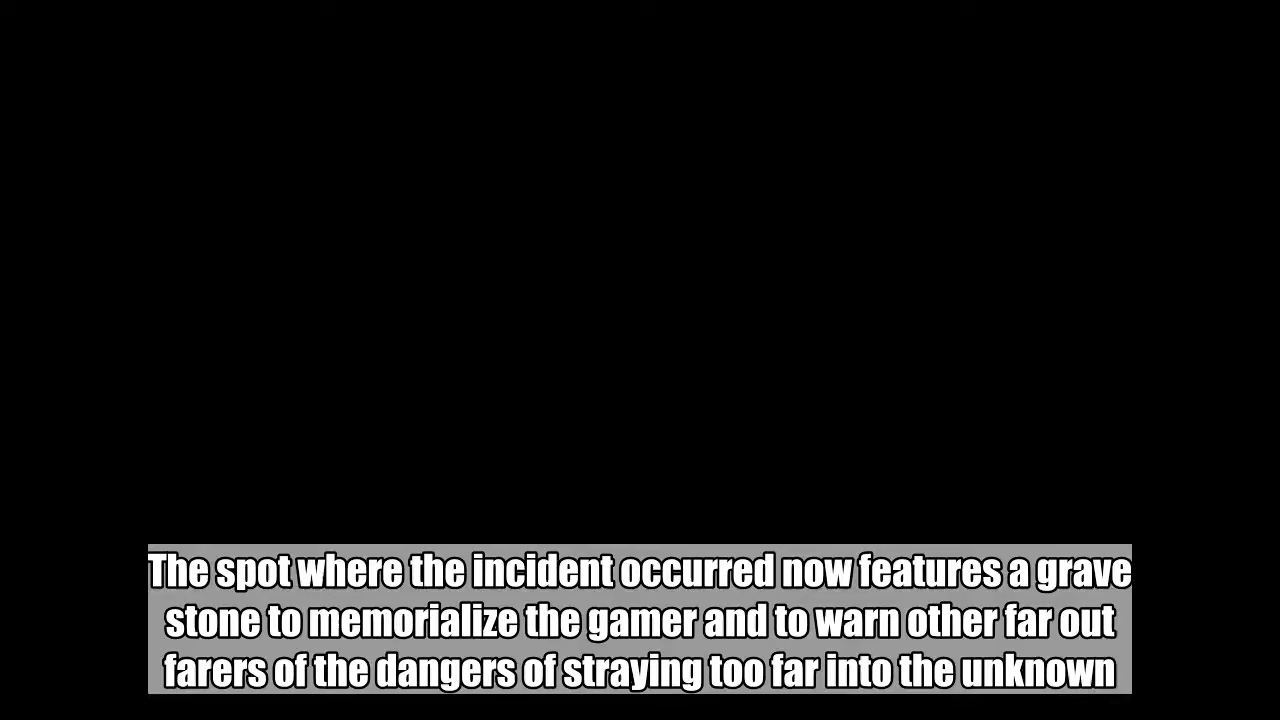 The spot where the incident occurred now features a grave
stone to memorialize the gamer and to warn other far out
farers of the dangers of straying too far into the unknown